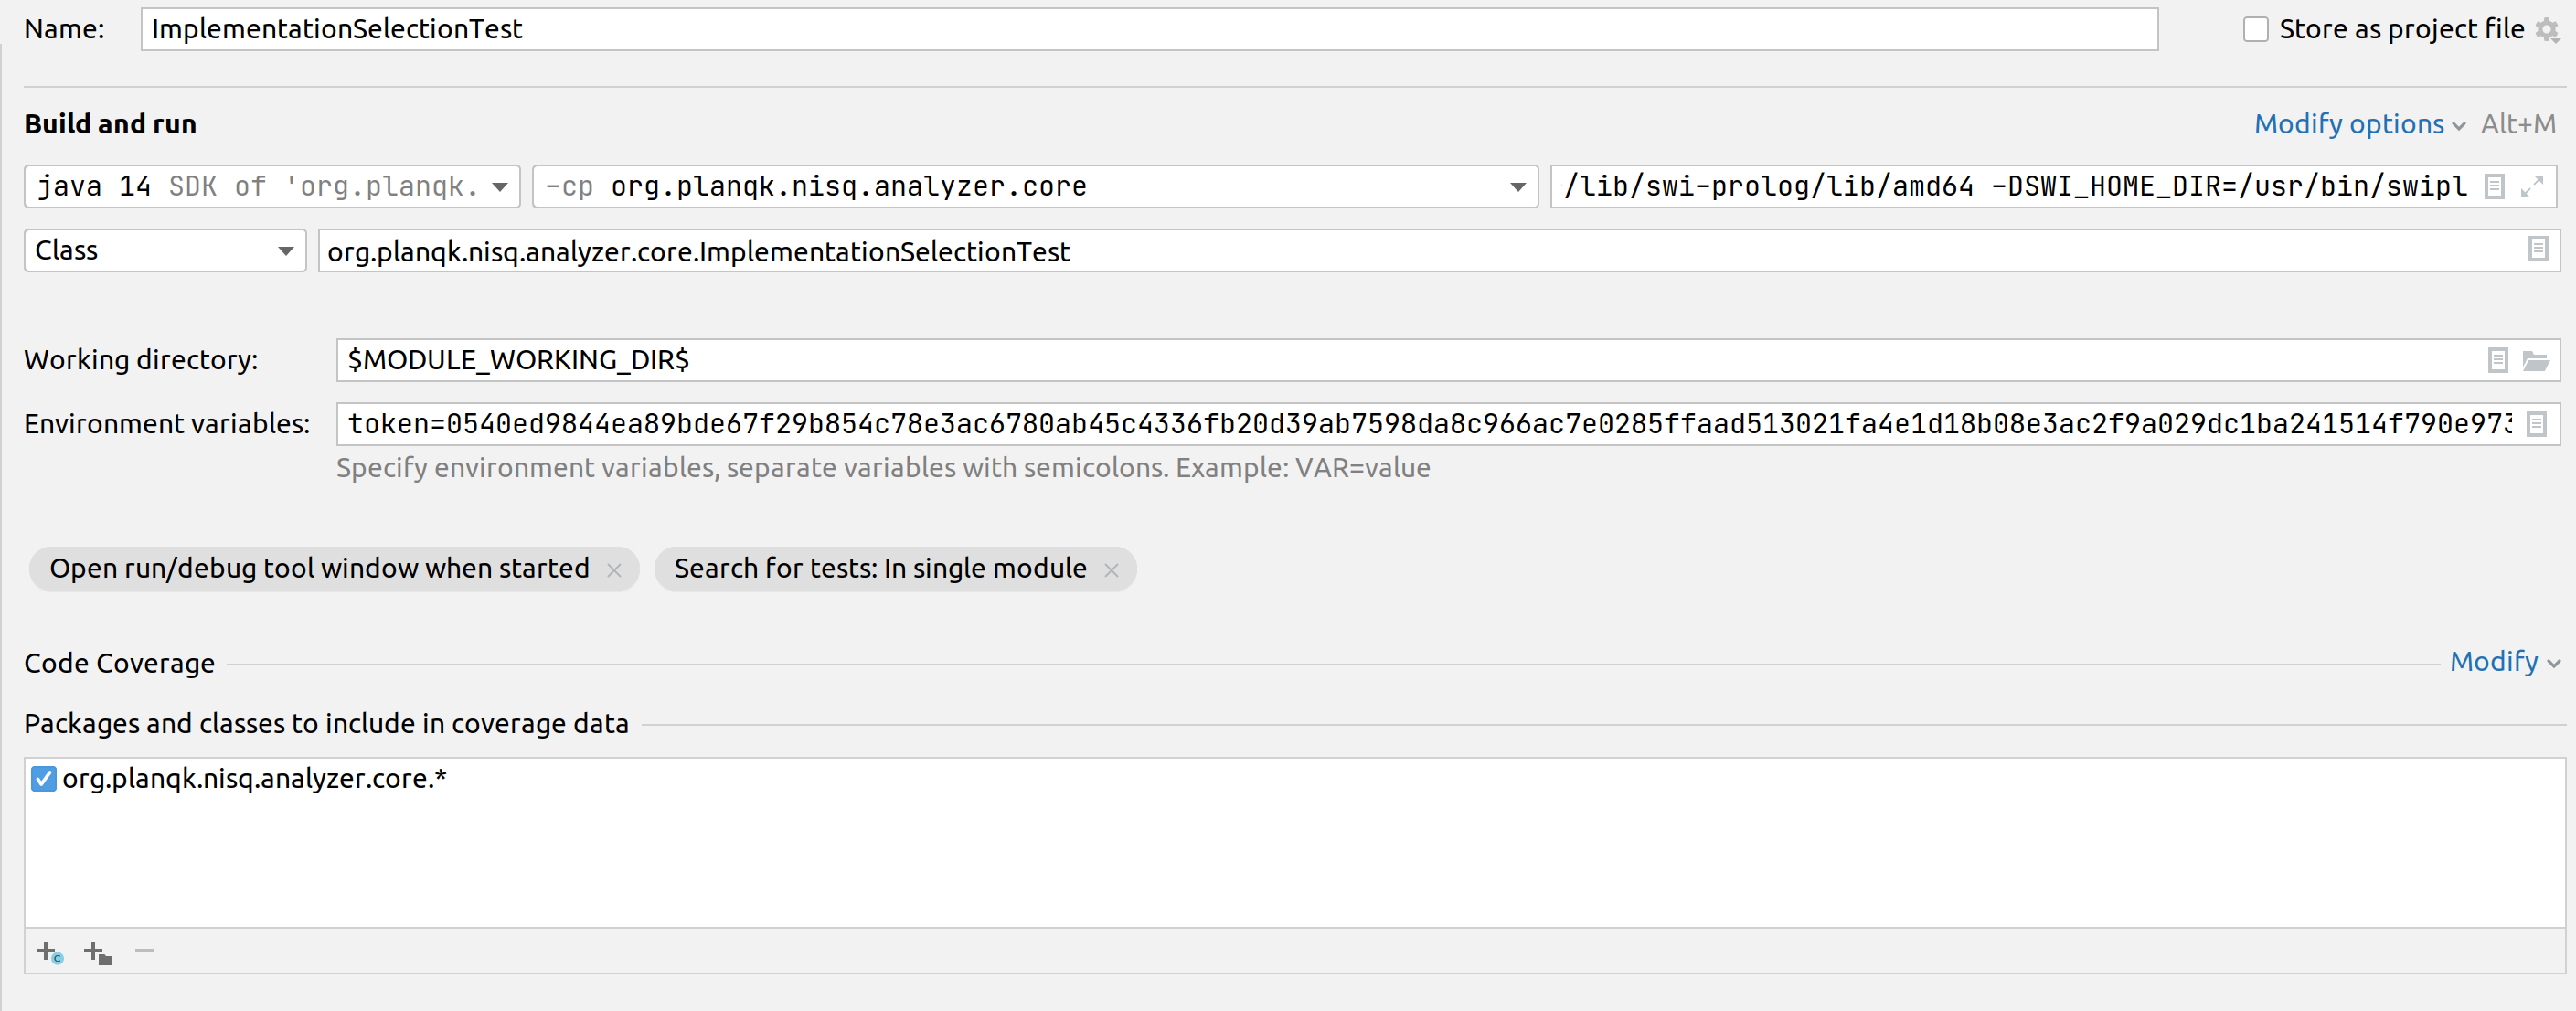 Name: ImplementationSelectionTest Store as project file
Build and run Modify options Alt+M
java 14 SDK of 'org.planqk. -cp org.planqk.nisq.analyzer.core /lib/swi-prolog/lib/amd64 -DSWI_HOME_DIR=/usr/bin/swipl
Class org.planqk.nisq.analyzer.core.ImplementationSelectionTest
Working directory: $MODULE_WORKING_DIR$
Environment variables: token=0540ed9844ea89bde67f29b854c78e3ac6780ab45c4336fb20d39ab7598da8c966ac7e0285ffaad513021fa4e1d18b08e3ac2f9a029dc1ba241514f790e973
Specify environment variables, separate variables with semicolons. Example: VAR=value
Open run/debug tool window when started × Search for tests: In single module ×
Code Coverage Modify
Packages and classes to include in coverage data
org.planqk.nisq.analyzer.core.*